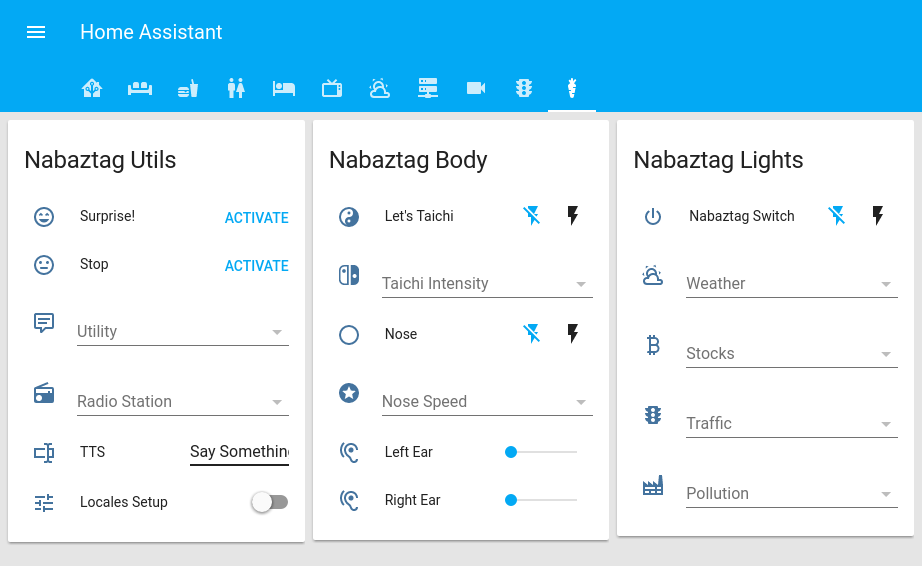 Home Assistant
Nabaztag Utils
Surprise!
ACTIVATE
Stop
ACTIVATE
Utility
Radio Station
TTS
Say Somethin
Locales Setup
Nabaztag Body
Let's Taichi
Taichi Intensity
Nose
Nose Speed
Left Ear
Right Ear
Nabaztag Lights
Nabaztag Switch
Weather
Stocks
Traffic
Pollution